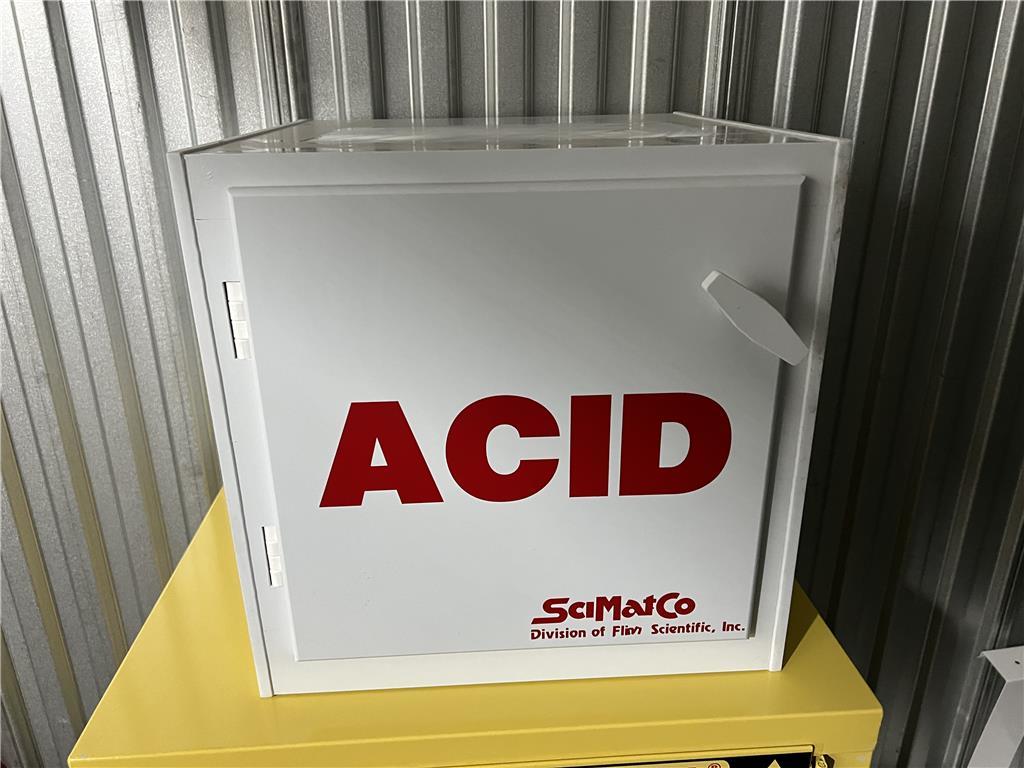 ACID
SciMatCo
Division of Flinn Scientific, Inc.